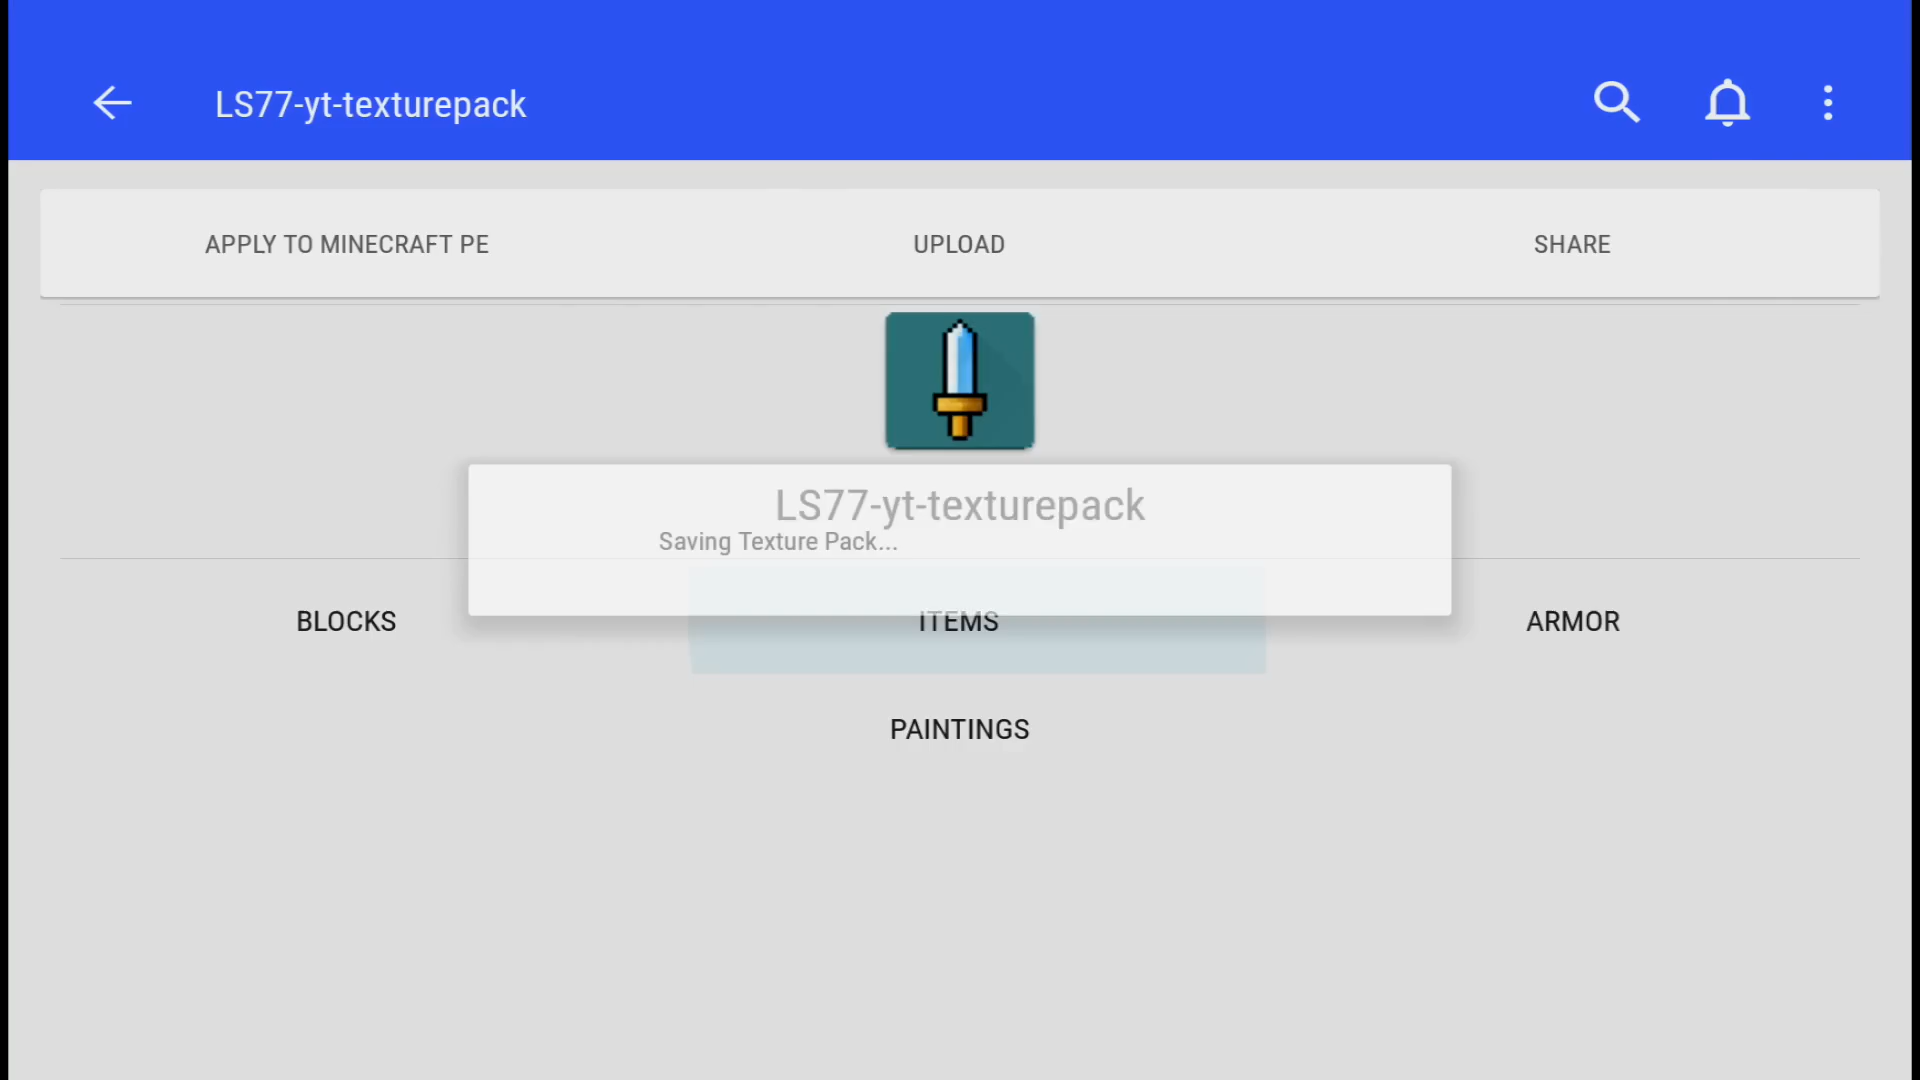 LS77-yt-texturepack
APPLY TO MINECRAFT PE
UPLOAD
SHARE
LS77-yt-texturepack
Saving Texture Pack...
BLOCKS
ITEMS
ARMOR
PAINTINGS